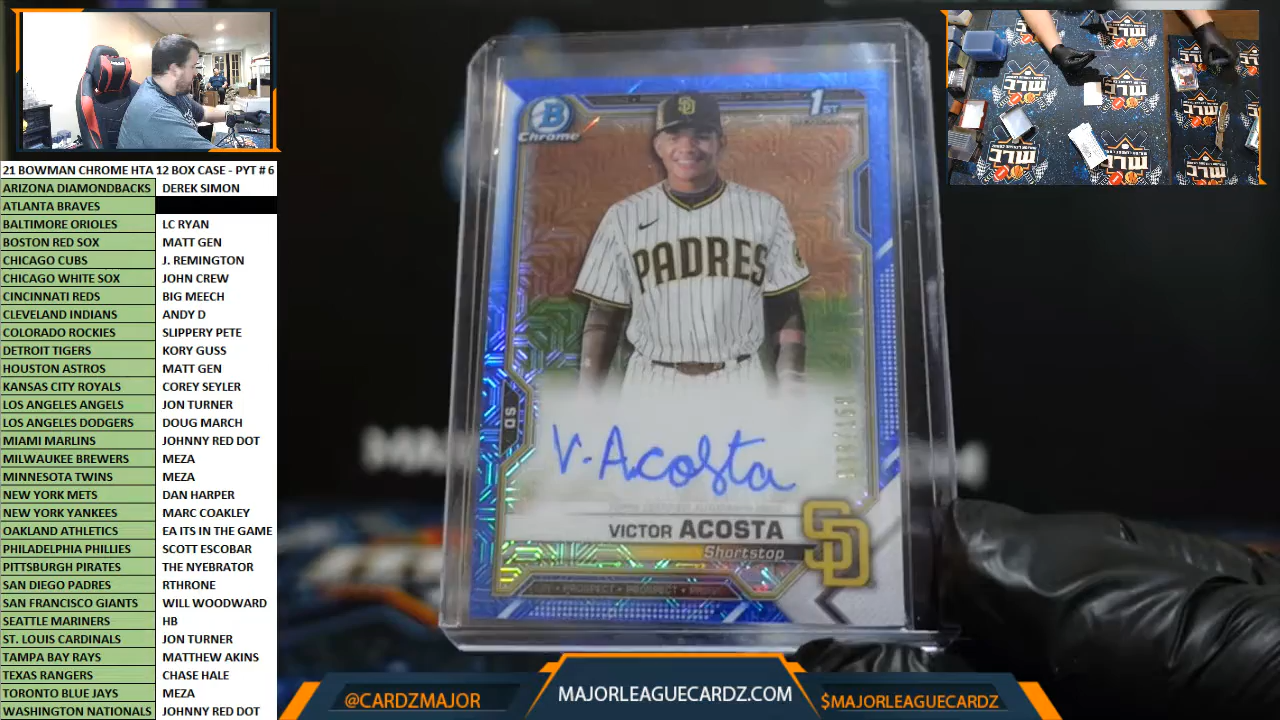 21 BOWMAN CHROME HTA 12 BOX CASE - PYT # 6
ARIZONA DIAMONDBACKS DEREK SIMON
ATLANTA BRAVES
BALTIMORE ORIOLES LC RYAN
BOSTON RED SOX MATT GEN
CHICAGO CUBS J. REMINGTON
CHICAGO WHITE SOX JOHN CREW
CINCINNATI REDS BIG MEECH
CLEVELAND INDIANS ANDY D
COLORADO ROCKIES SLIPPERY PETE
DETROIT TIGERS KORY GUSS
HOUSTON ASTROS MATT GEN
KANSAS CITY ROYALS COREY SEYLER
LOS ANGELES ANGELS JON TURNER
LOS ANGELES DODGERS DOUG MARCH
MIAMI MARLINS JOHNNY RED DOT
MILWAUKEE BREWERS MEZA
MINNESOTA TWINS MEZA
NEW YORK METS DAN HARPER
NEW YORK YANKEES MARC COAKLEY
OAKLAND ATHLETICS EA ITS IN THE GAME
PHILADELPHIA PHILLIES SCOTT ESCOBAR
PITTSBURGH PIRATES THE NYEBRATOR
SAN DIEGO PADRES RTHRONE
SAN FRANCISCO GIANTS WILL WOODWARD
SEATTLE MARINERS HB
ST. LOUIS CARDINALS JON TURNER
TAMPA BAY RAYS MATTHEW AKINS
TEXAS RANGERS CHASE HALE
TORONTO BLUE JAYS MEZA
WASHINGTON NATIONALS JOHNNY RED DOT
B
Chrome
1ST
SD
PADRES
SD
V. Acosta
VICTOR ACOSTA
Shortstop
SD
PROSPECT • PROSPECT
@CARDZMAJOR
MAJORLEAGUECARDZ.COM
$MAJORLEAGUECARDZ